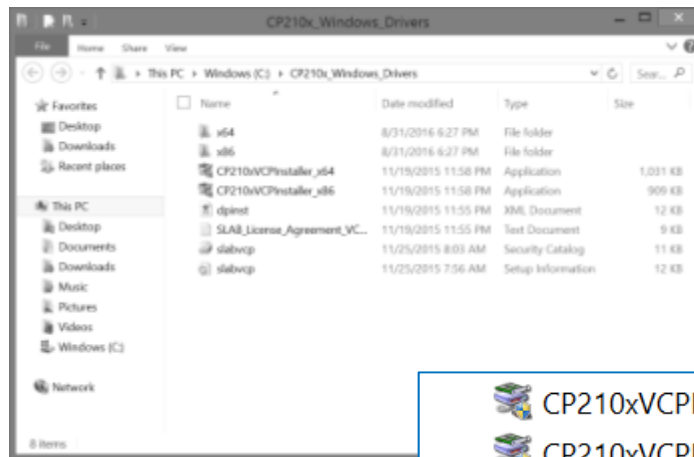 CP210x_Windows_Drivers
File Home Share View
This PC ▸ Windows (C:) ▸ CP210x_Windows_Drivers Sear...
Favorites
Desktop
Downloads
Recent places
This PC
Desktop
Documents
Downloads
Music
Pictures
Videos
Windows (C:)
Network
Name Date modified Type Size
x64 8/31/2016 6:27 PM File folder
x86 8/31/2016 6:27 PM File folder
CP210xVCPInstaller_x64 11/19/2015 11:58 PM Application 1,031 KB
CP210xVCPInstaller_x86 11/19/2015 11:58 PM Application 909 KB
dpinst 11/19/2015 11:55 PM XML Document 12 KB
SLAB_License_Agreement_VC... 11/19/2015 11:55 PM Text Document 9 KB
slabvcp 11/25/2015 8:03 AM Security Catalog 11 KB
slabvcp 11/25/2015 7:56 AM Setup Information 12 KB
8 items
CP210xVCP
CP210xVCP